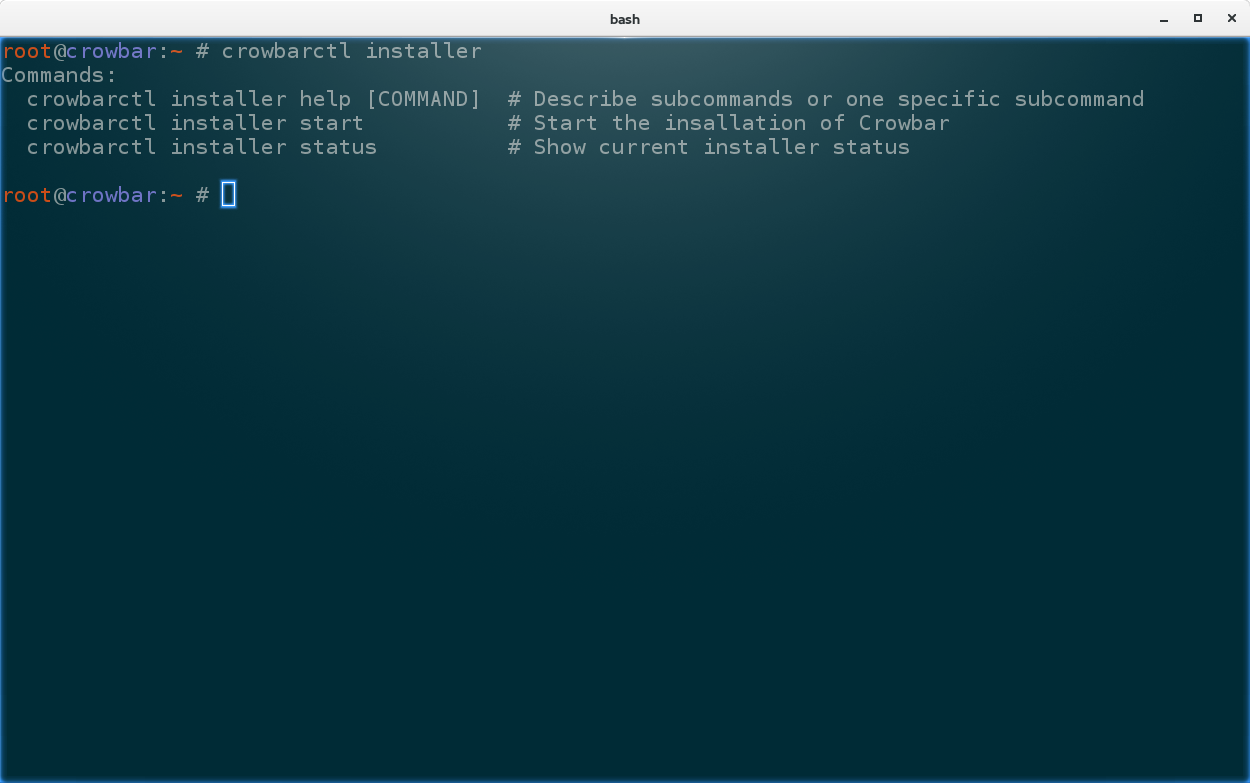 bash
root@crowbar:~ # crowbarctl installer
Commands:
  crowbarctl installer help [COMMAND]  # Describe subcommands or one specific subcommand
  crowbarctl installer start           # Start the insallation of Crowbar
  crowbarctl installer status          # Show current installer status
root@crowbar:~ #